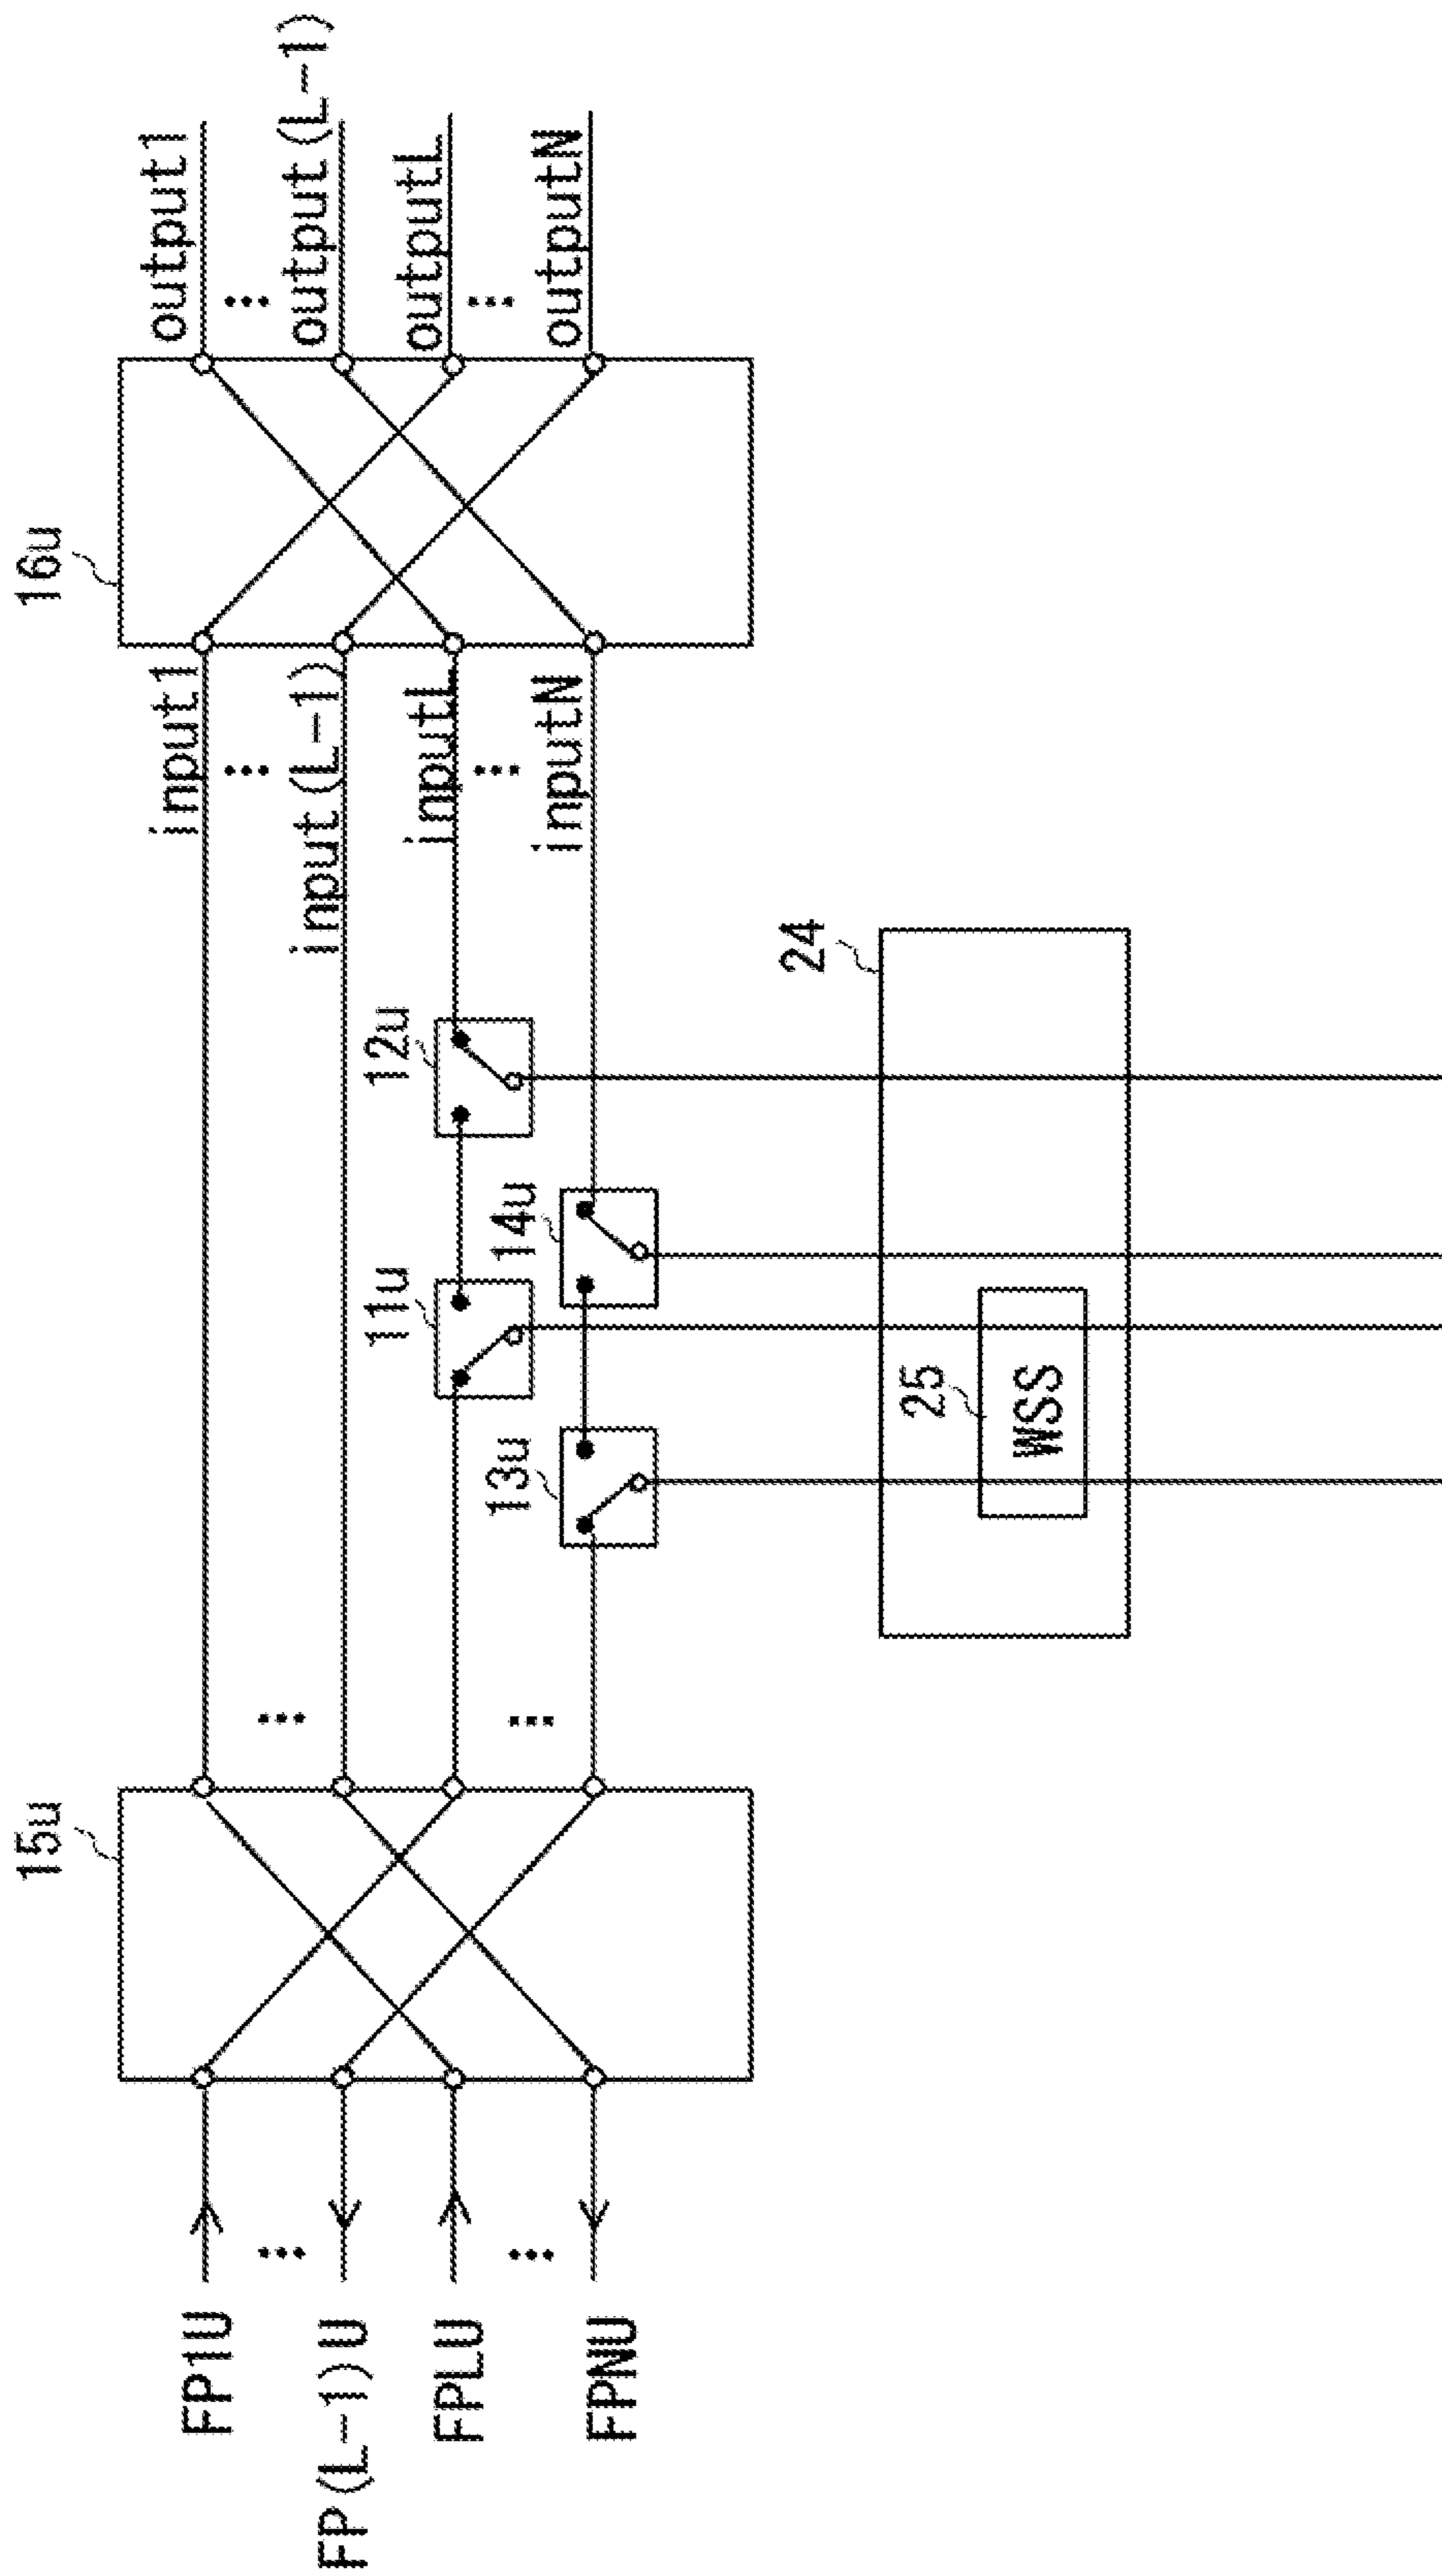 15u
16u
FP1U
FP(L-1)U
FPLU
FPNU
...
...
...
...
input1
...
input(L-1)
inputL
...
inputN
output1
...
output(L-1)
outputL
...
outputN
11u
12u
13u
14u
24
25
WSS